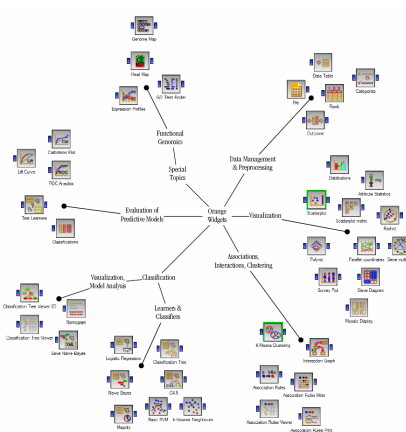 Genome Map
Heat Map
GO Term Finder
Expression Profiles
Functional
Genomics
Special
Topics
Data Table
Categorize
File
Rank
Outcome
Data Management
& Preprocessing
Calibration Plot
Lift Curve
ROC Analysis
Test Learners
Classifications
Evaluation of
Predictive Models
Orange
Widgets
Visualization
Distributions
Attribute Statistics
Scatterplot
Scatterplot matrix
Radviz
Polyviz
Parallel coordinates
Survey Plot
Sieve Diagram
Mosaic Display
Associations,
Interactions, Clustering
Visualization,
Model Analysis
Classification
Classification Tree Viewer 2D
Nomogram
Classification Tree Viewer
Save Naive Bayes
Learners &
Classifiers
Logistic Regression
Classification Tree
Naive Bayes
C4.5
Majority
Basic SVM
k-Nearest Neighbours
K-Means Clustering
Interaction Graph
Association Rules
Association Rules Filter
Association Rules Viewer
Association Rules Print